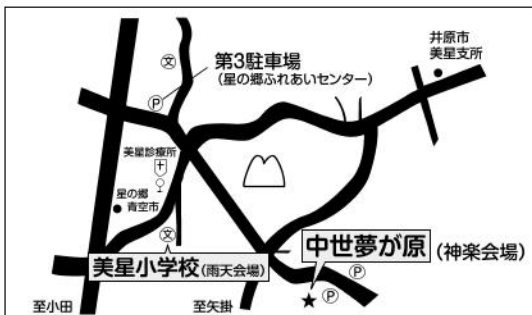 井原市
美星支所
文
第3駐車場
(星の郷ふれあいセンター)
P
美星診療所
星の郷
青空市
文
美星小学校(雨天会場)
中世夢が原(神楽会場)
P
P
至小田
至矢掛